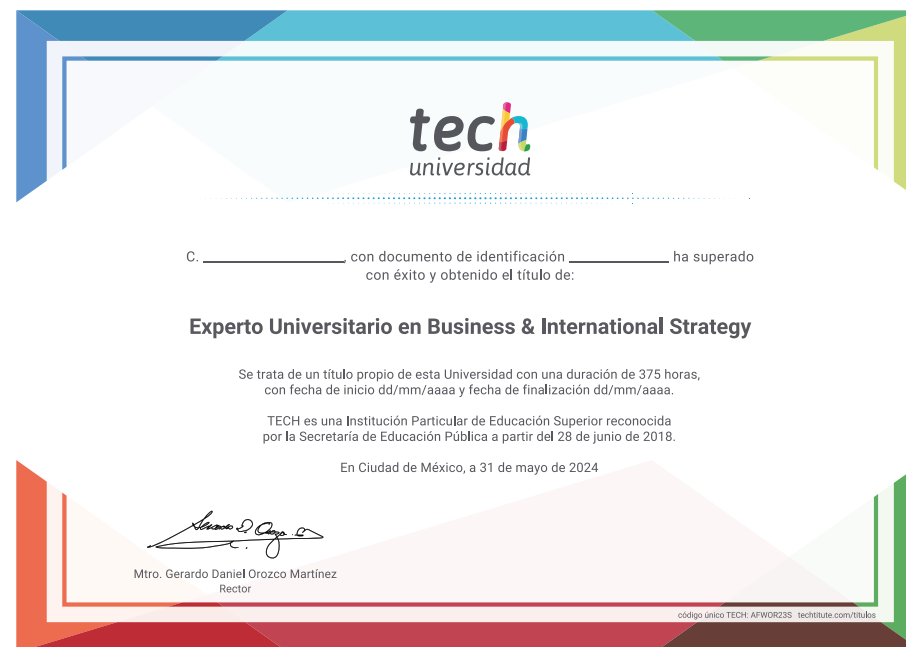 tech
universidad
C. ____________________, con documento de identificación ______________ ha superado
con éxito y obtenido el título de:
Experto Universitario en Business & International Strategy
Se trata de un título propio de esta Universidad con una duración de 375 horas,
con fecha de inicio dd/mm/aaaa y fecha de finalización dd/mm/aaaa.
TECH es una Institución Particular de Educación Superior reconocida
por la Secretaría de Educación Pública a partir del 28 de junio de 2018.
En Ciudad de México, a 31 de mayo de 2024
Mtro. Gerardo Daniel Orozco Martínez
Rector
código único TECH: AFWOR23S techtitute.com/titulos